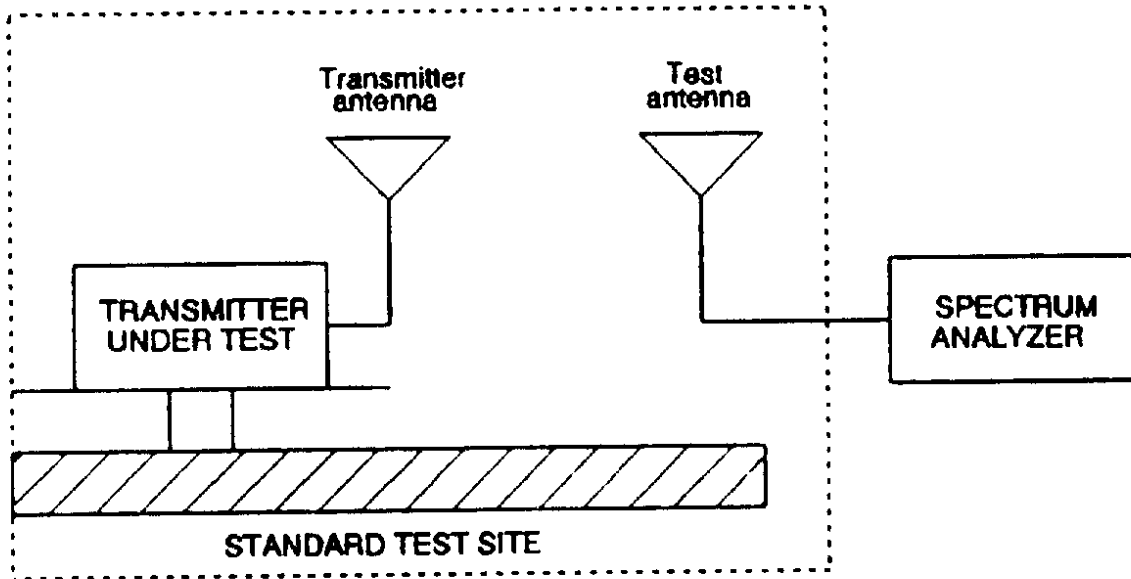 Transmitter
antenna
Test
antenna
TRANSMITTER
UNDER TEST
SPECTRUM
ANALYZER
STANDARD TEST SITE